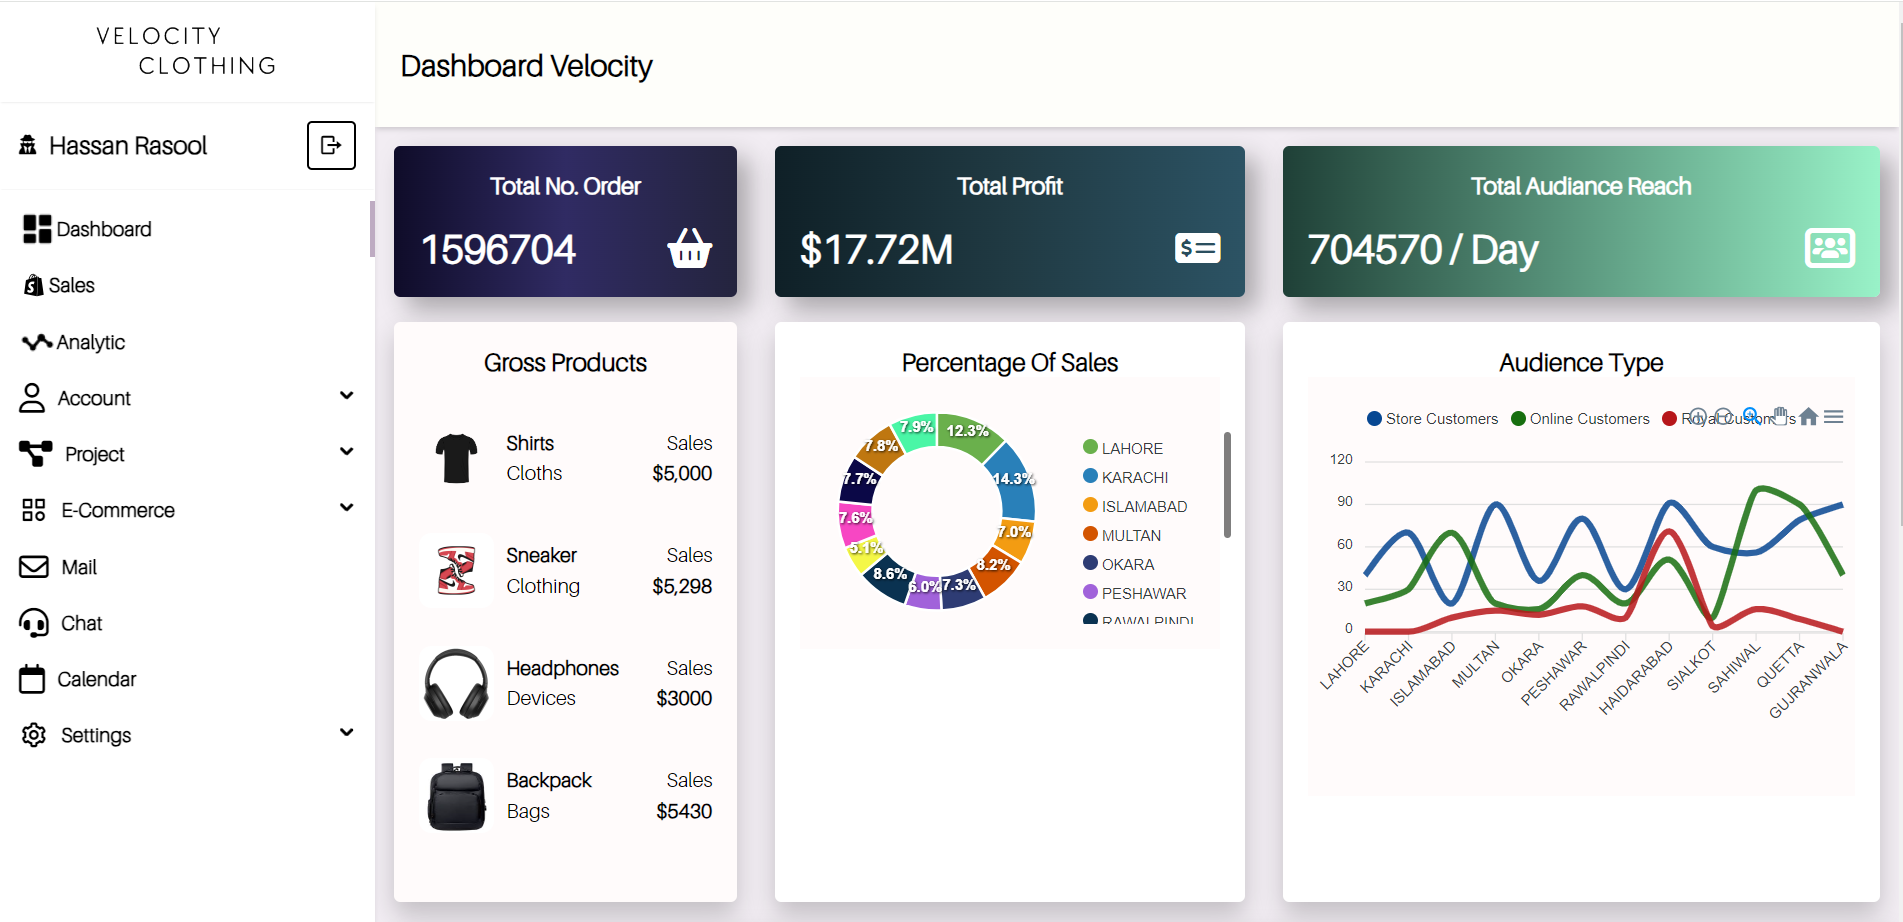 VELOCITY
CLOTHING
Hassan Rasool
Dashboard
Sales
Analytic
Account
Project
E-Commerce
Mail
Chat
Calendar
Settings
Dashboard Velocity
Total No. Order
1596704
Total Profit
$17.72M
Total Audiance Reach
704570 / Day
Gross Products
Shirts Sales
Cloths $5,000
Sneaker Sales
Clothing $5,298
Headphones Sales
Devices $3000
Backpack Sales
Bags $5430
Percentage Of Sales
12.3%
14.3%
7.0%
8.2%
7.3%
6.0%
8.6%
5.1%
7.6%
7.7%
7.8%
7.9%
LAHORE
KARACHI
ISLAMABAD
MULTAN
OKARA
PESHAWAR
RAWALPINDI
Audience Type
Store Customers Online Customers Royal Customers
120
90
60
30
0
LAHORE
KARACHI
ISLAMABAD
MULTAN
OKARA
PESHAWAR
RAWALPINDI
HAIDARABAD
SIALKOT
SAHIWAL
QUETTA
GUJRANWALA